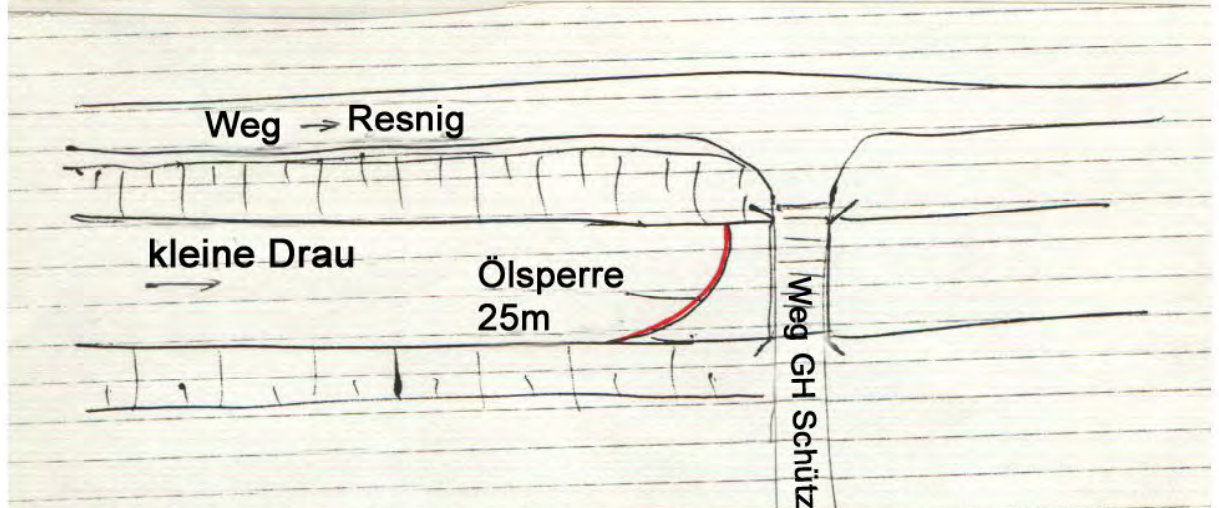 Weg → Resnig
kleine Drau
Ölsperre
25m
Weg GH Schütz